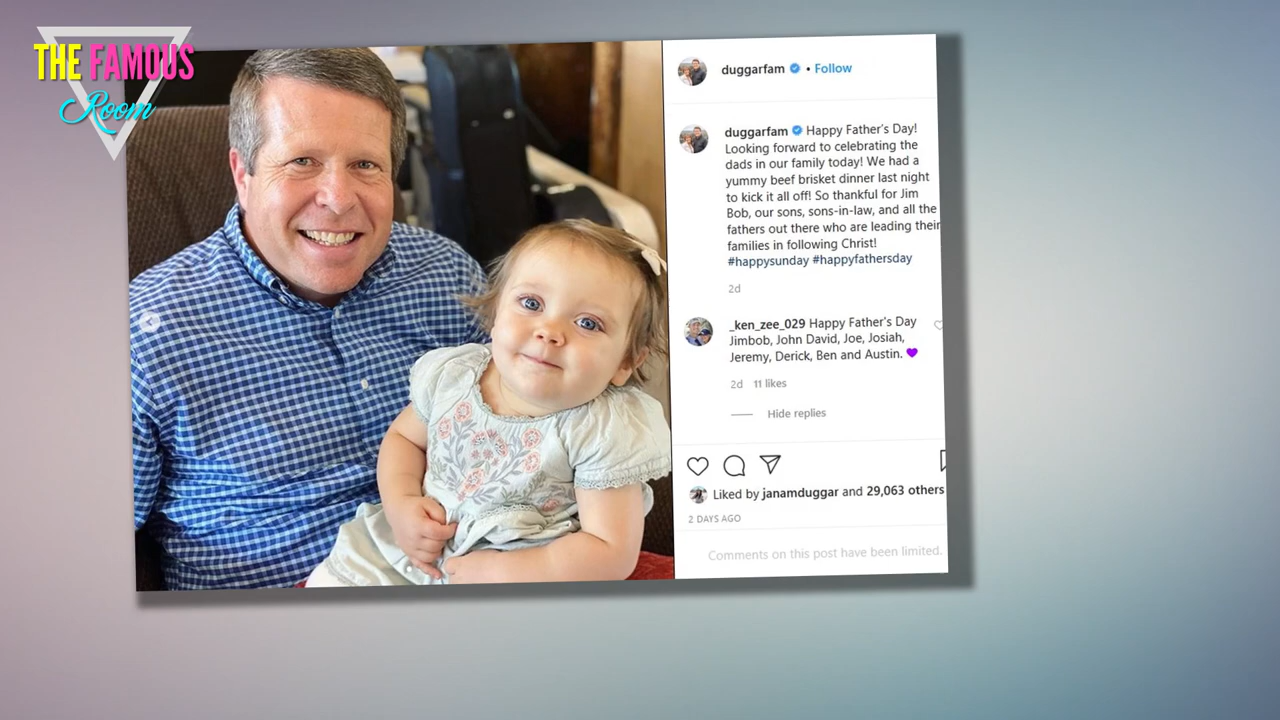 THE FAMOUS
Room
duggarfam • Follow
duggarfam Happy Father's Day!
Looking forward to celebrating the
dads in our family today! We had a
yummy beef brisket dinner last night
to kick it all off! So thankful for Jim
Bob, our sons, sons-in-law, and all the
fathers out there who are leading their
families in following Christ!
#happysunday #happyfathersday
2d
_ken_zee_029 Happy Father's Day
Jimbob, John David, Joe, Josiah,
Jeremy, Derick, Ben and Austin. 💜
2d 11 likes
Hide replies
Liked by janamduggar and 29,063 others
2 DAYS AGO
Comments on this post have been limited.